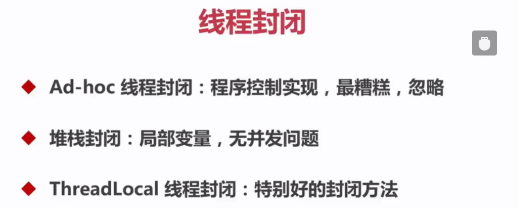 线程封闭
Ad-hoc 线程封闭：程序控制实现，最糟糕，忽略
堆栈封闭：局部变量，无并发问题
ThreadLocal 线程封闭：特别好的封闭方法